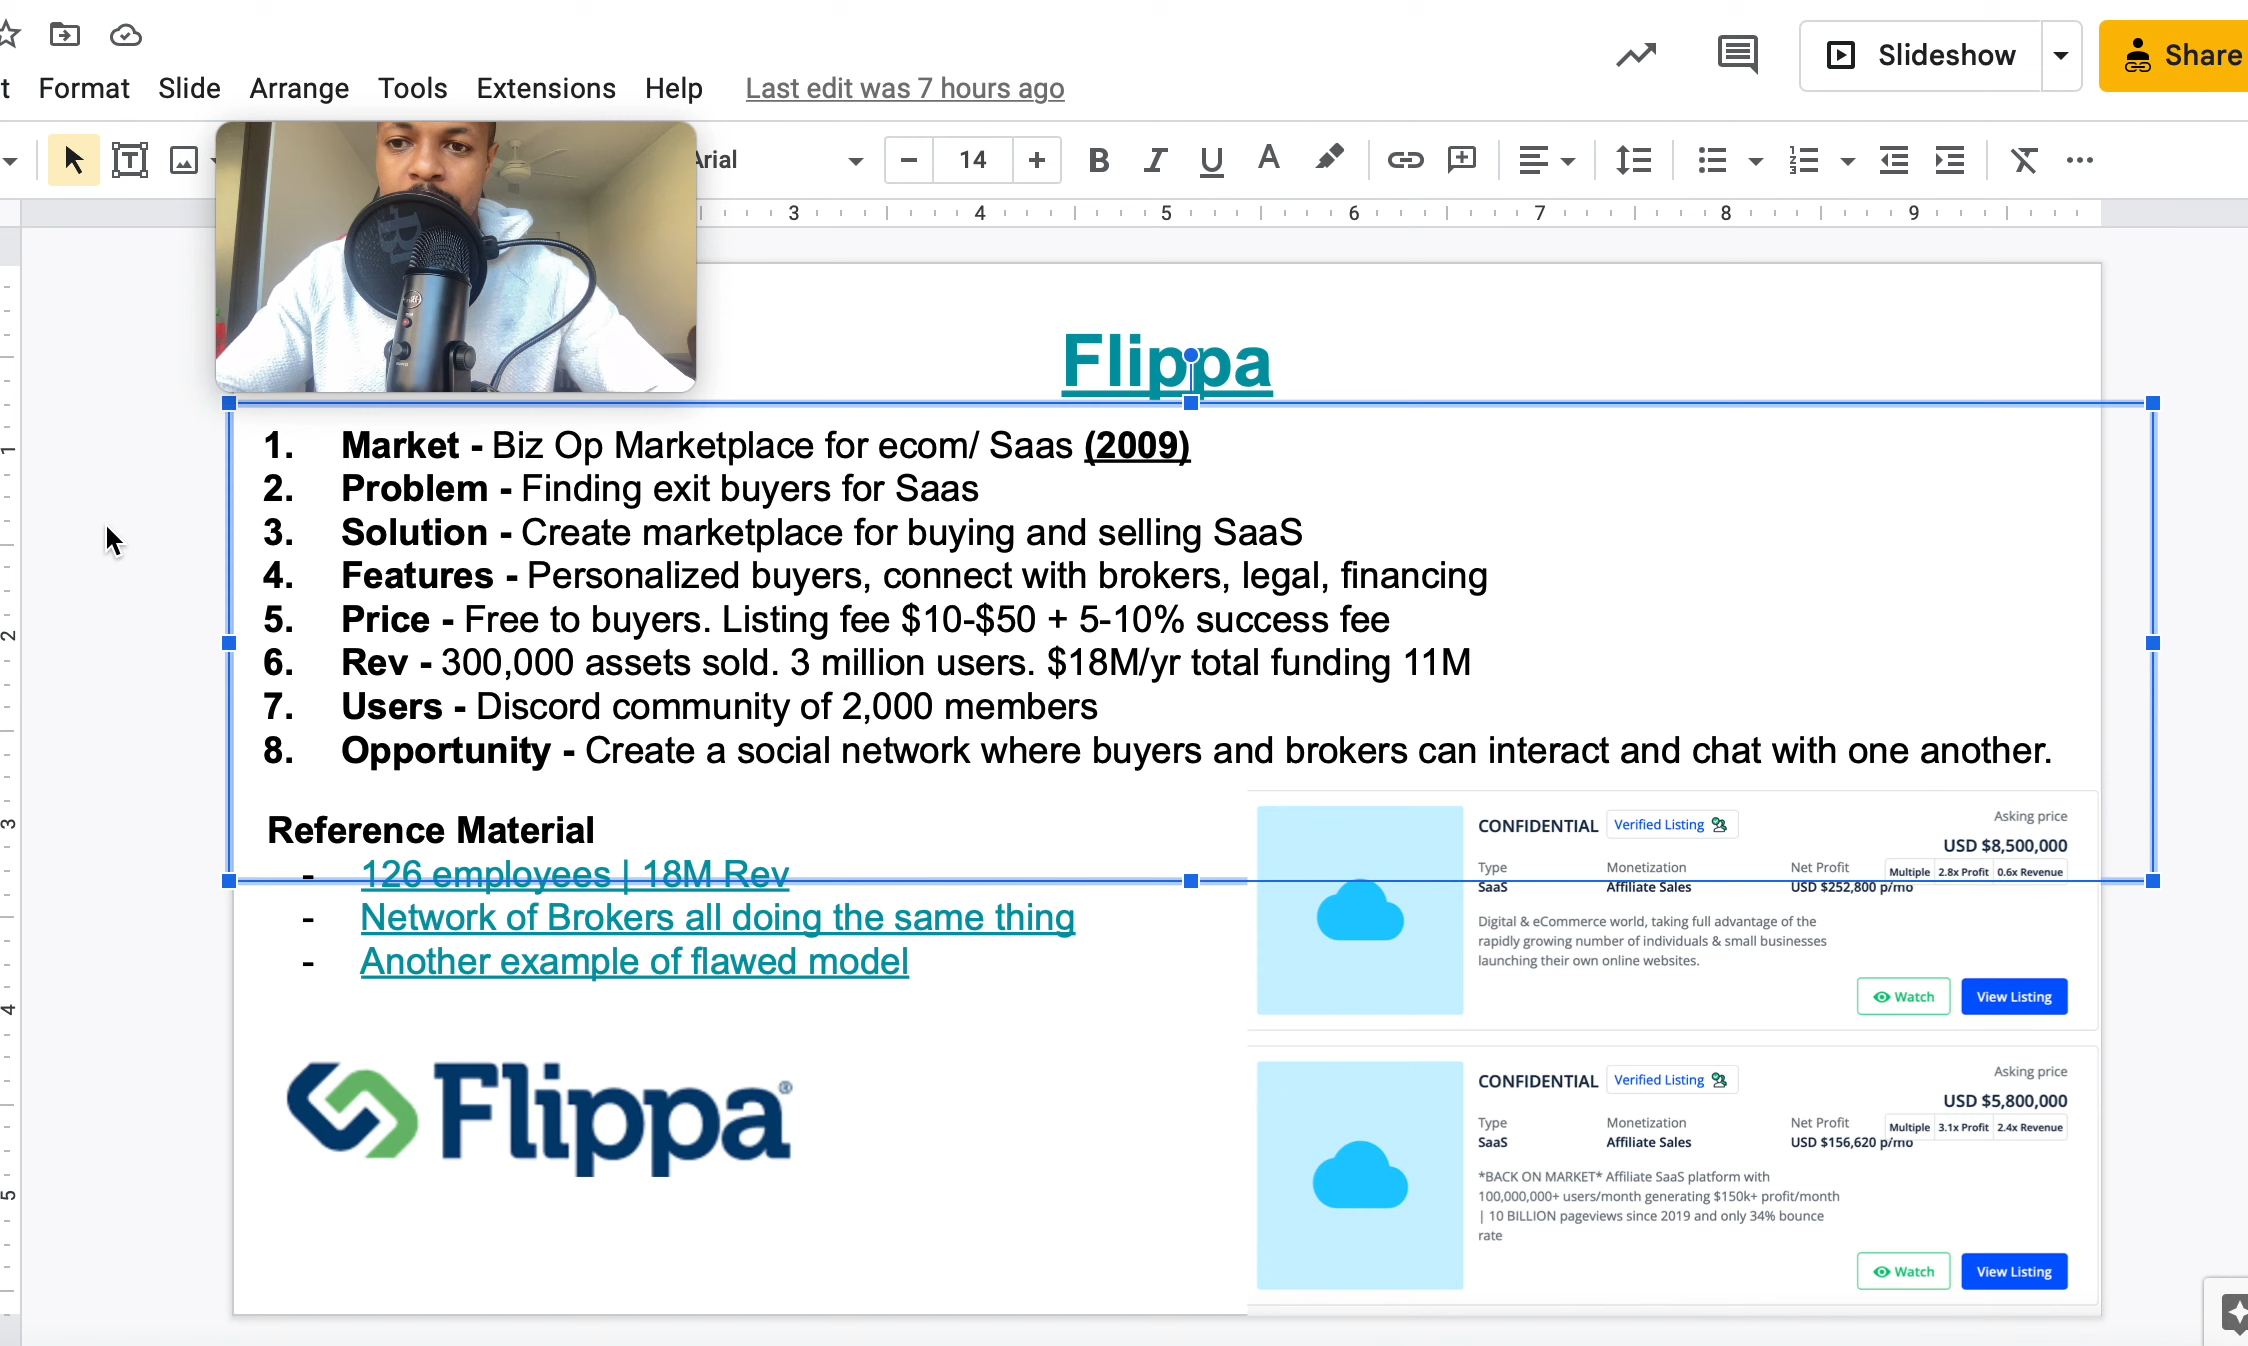 t Format Slide Arrange Tools Extensions Help Last edit was 7 hours ago
Slideshow
Share
Arial
14
3 4 5 6 7 8 9
1
2
3
4
5
Flippa
1. Market - Biz Op Marketplace for ecom/ Saas (2009)
2. Problem - Finding exit buyers for Saas
3. Solution - Create marketplace for buying and selling SaaS
4. Features - Personalized buyers, connect with brokers, legal, financing
5. Price - Free to buyers. Listing fee $10-$50 + 5-10% success fee
6. Rev - 300,000 assets sold. 3 million users. $18M/yr total funding 11M
7. Users - Discord community of 2,000 members
8. Opportunity - Create a social network where buyers and brokers can interact and chat with one another.
Reference Material
- 126 employees | 18M Rev
- Network of Brokers all doing the same thing
- Another example of flawed model
Flippa®
CONFIDENTIAL Verified Listing
Asking price
USD $8,500,000
Multiple 2.8x Profit 0.6x Revenue
Type Monetization Net Profit
SaaS Affiliate Sales USD $252,800 p/mo
Digital & eCommerce world, taking full advantage of the
rapidly growing number of individuals & small businesses
launching their own online websites.
Watch View Listing
CONFIDENTIAL Verified Listing
Asking price
USD $5,800,000
Multiple 3.1x Profit 2.4x Revenue
Type Monetization Net Profit
SaaS Affiliate Sales USD $156,620 p/mo
*BACK ON MARKET* Affiliate SaaS platform with
100,000,000+ users/month generating $150k+ profit/month
| 10 BILLION pageviews since 2019 and only 34% bounce
rate
Watch View Listing